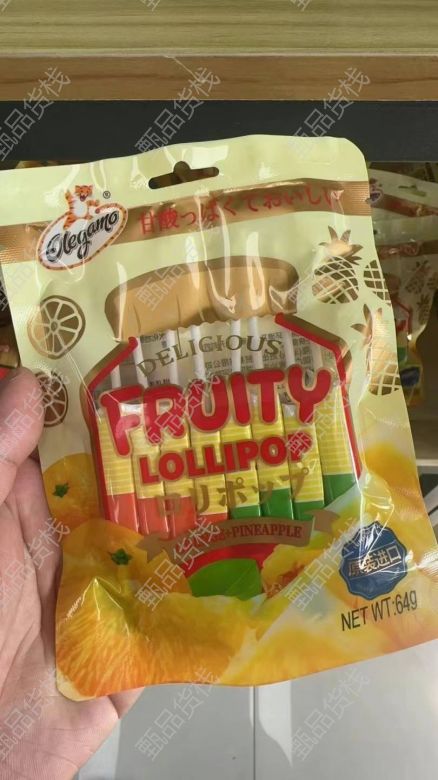 Megamo®
甘酸っぱくておいしい
DELICIOUS
FRUITY
LOLLIPOP
ロリポップ
+PINEAPPLE
原装进口
NET WT:64g
甄品货栈